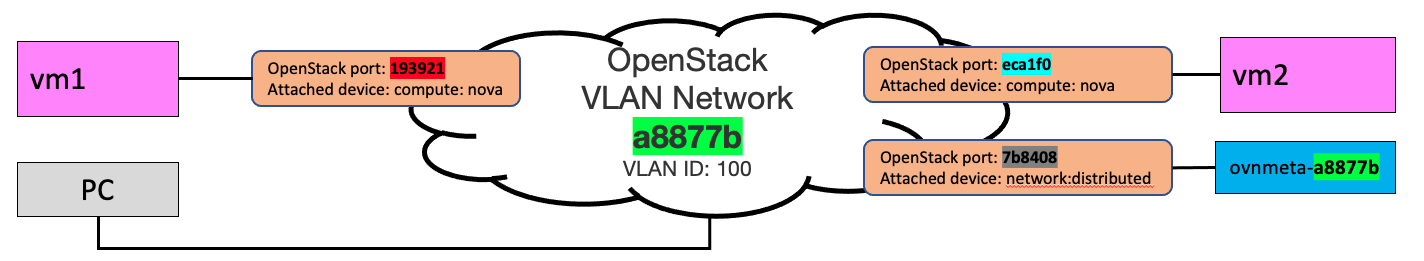 vm1
OpenStack port: 193921
Attached device: compute: nova
OpenStack
VLAN Network
a8877b
VLAN ID: 100
OpenStack port: eca1f0
Attached device: compute: nova
vm2
PC
OpenStack port: 7b8408
Attached device: network:distributed
ovnmeta-a8877b